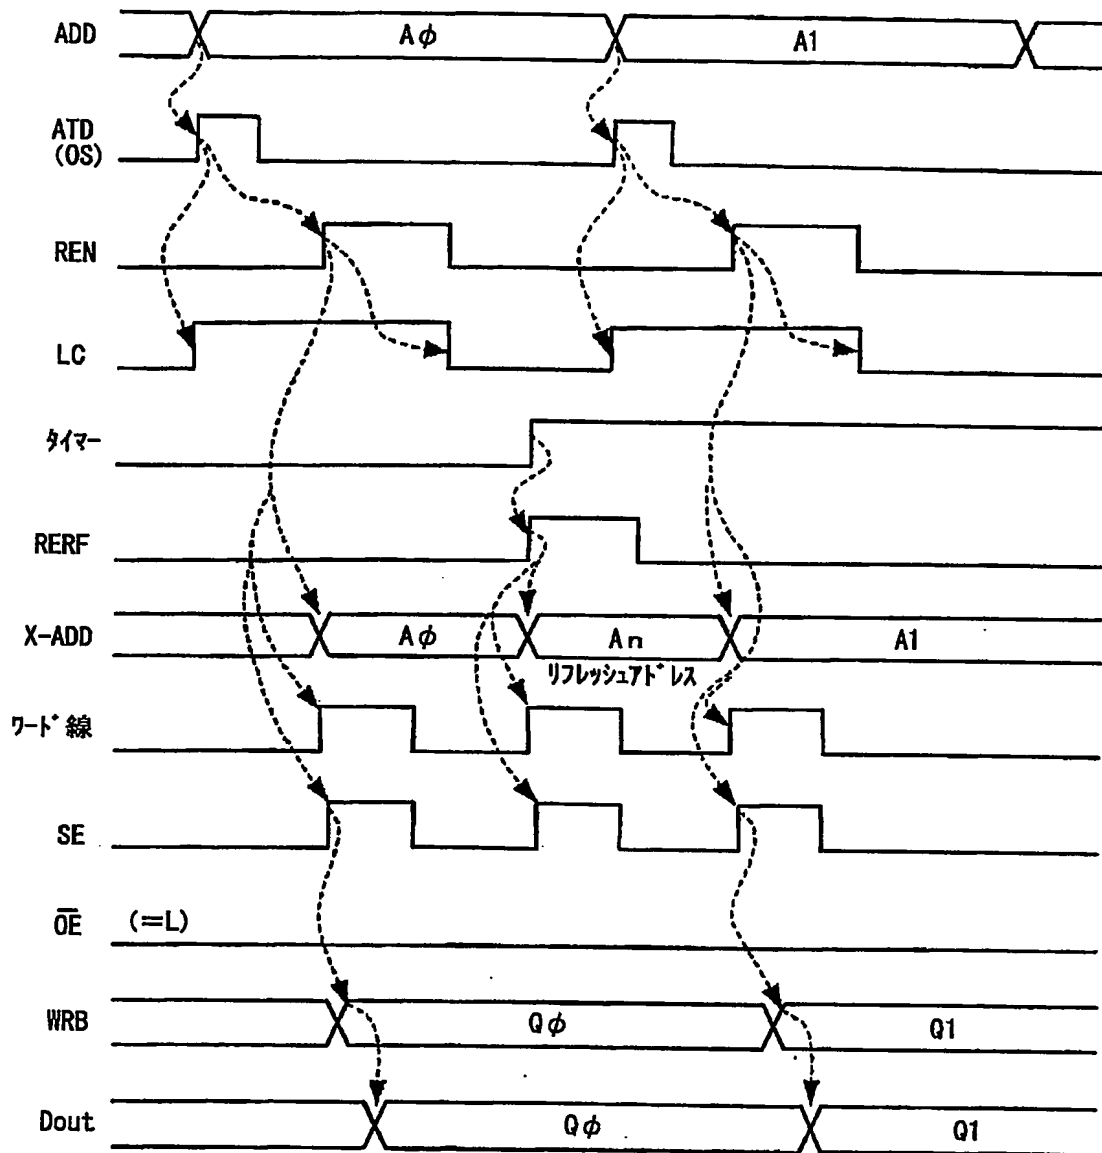 ADD Aφ A1
ATD
(OS)
REN
LC
タイマー
RERF
X-ADD Aφ An A1
リフレッシュアドレス
ワード線
SE
O̅E̅ (=L)
WRB Qφ Q1
Dout Qφ Q1